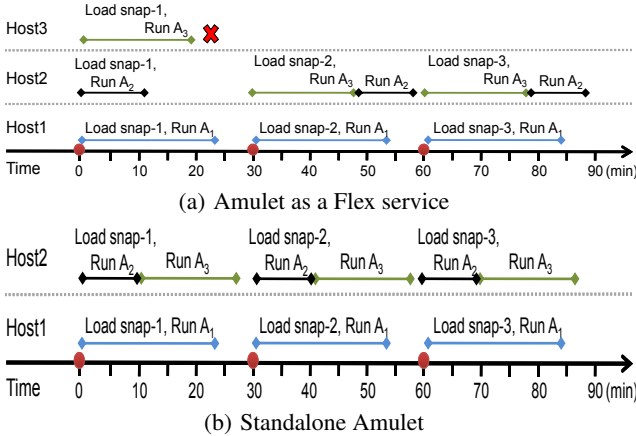 Load snap-1,
Host3 Run A3
Load snap-1, Load snap-2, Load snap-3,
Host2 Run A2 Run A3 Run A2 Run A3 Run A2
Host1 Load snap-1, Run A1 Load snap-2, Run A1 Load snap-3, Run A1
Time 0 10 20 30 40 50 60 70 80 90 (min)
(a) Amulet as a Flex service
Load snap-1, Load snap-2, Load snap-3,
Host2 Run A2 Run A3 Run A2 Run A3 Run A2 Run A3
Host1 Load snap-1, Run A1 Load snap-2, Run A1 Load snap-3, Run A1
Time 0 10 20 30 40 50 60 70 80 90 (min)
(b) Standalone Amulet